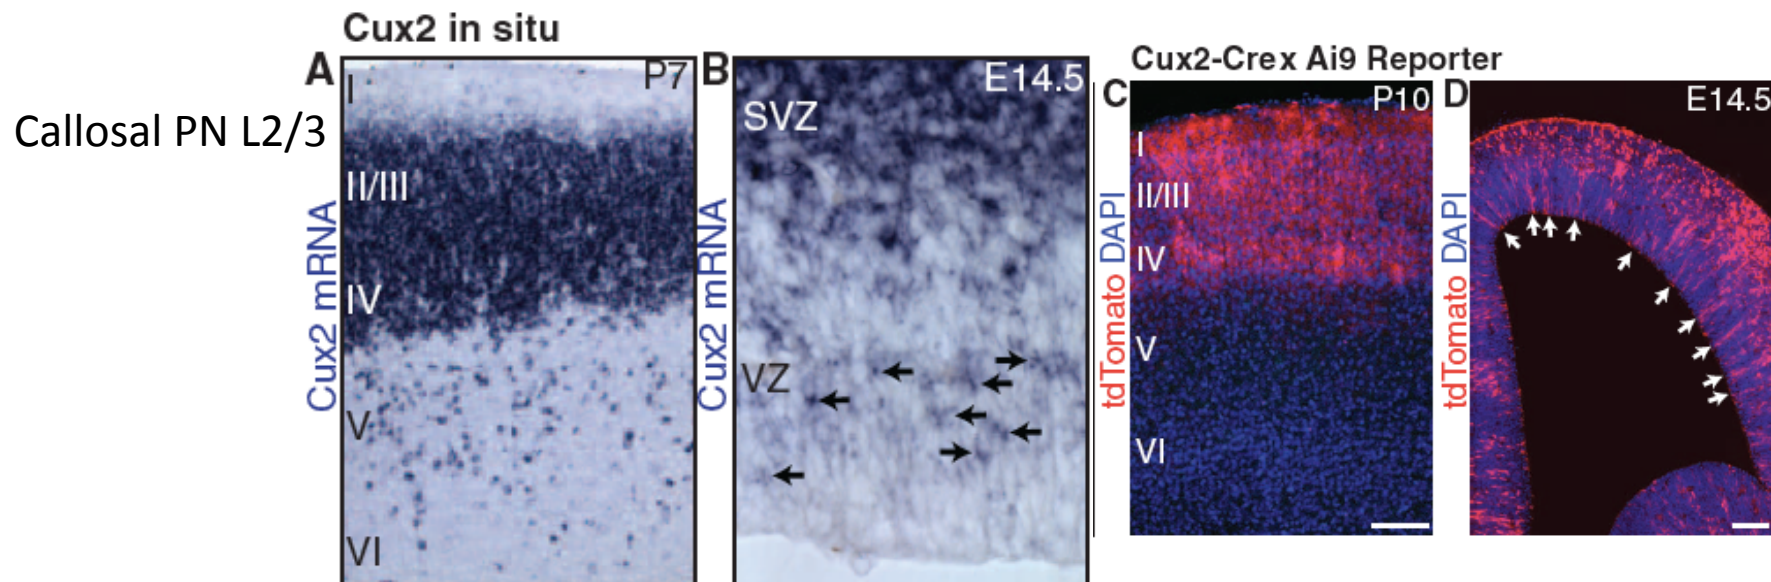 Cux2 in situ
Callosal PN L2/3
A
P7
I
II/III
IV
V
VI
Cux2 mRNA
B
E14.5
SVZ
VZ
Cux2 mRNA
Cux2-Crex Ai9 Reporter
C
P10
I
II/III
IV
V
VI
tdTomato DAPI
D
E14.5
tdTomato DAPI